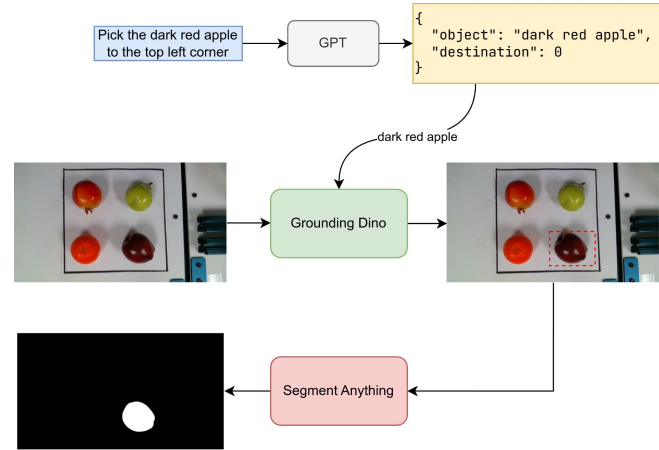 Pick the dark red apple
to the top left corner
GPT
{
"object": "dark red apple",
"destination": 0
}
dark red apple
Grounding Dino
Segment Anything